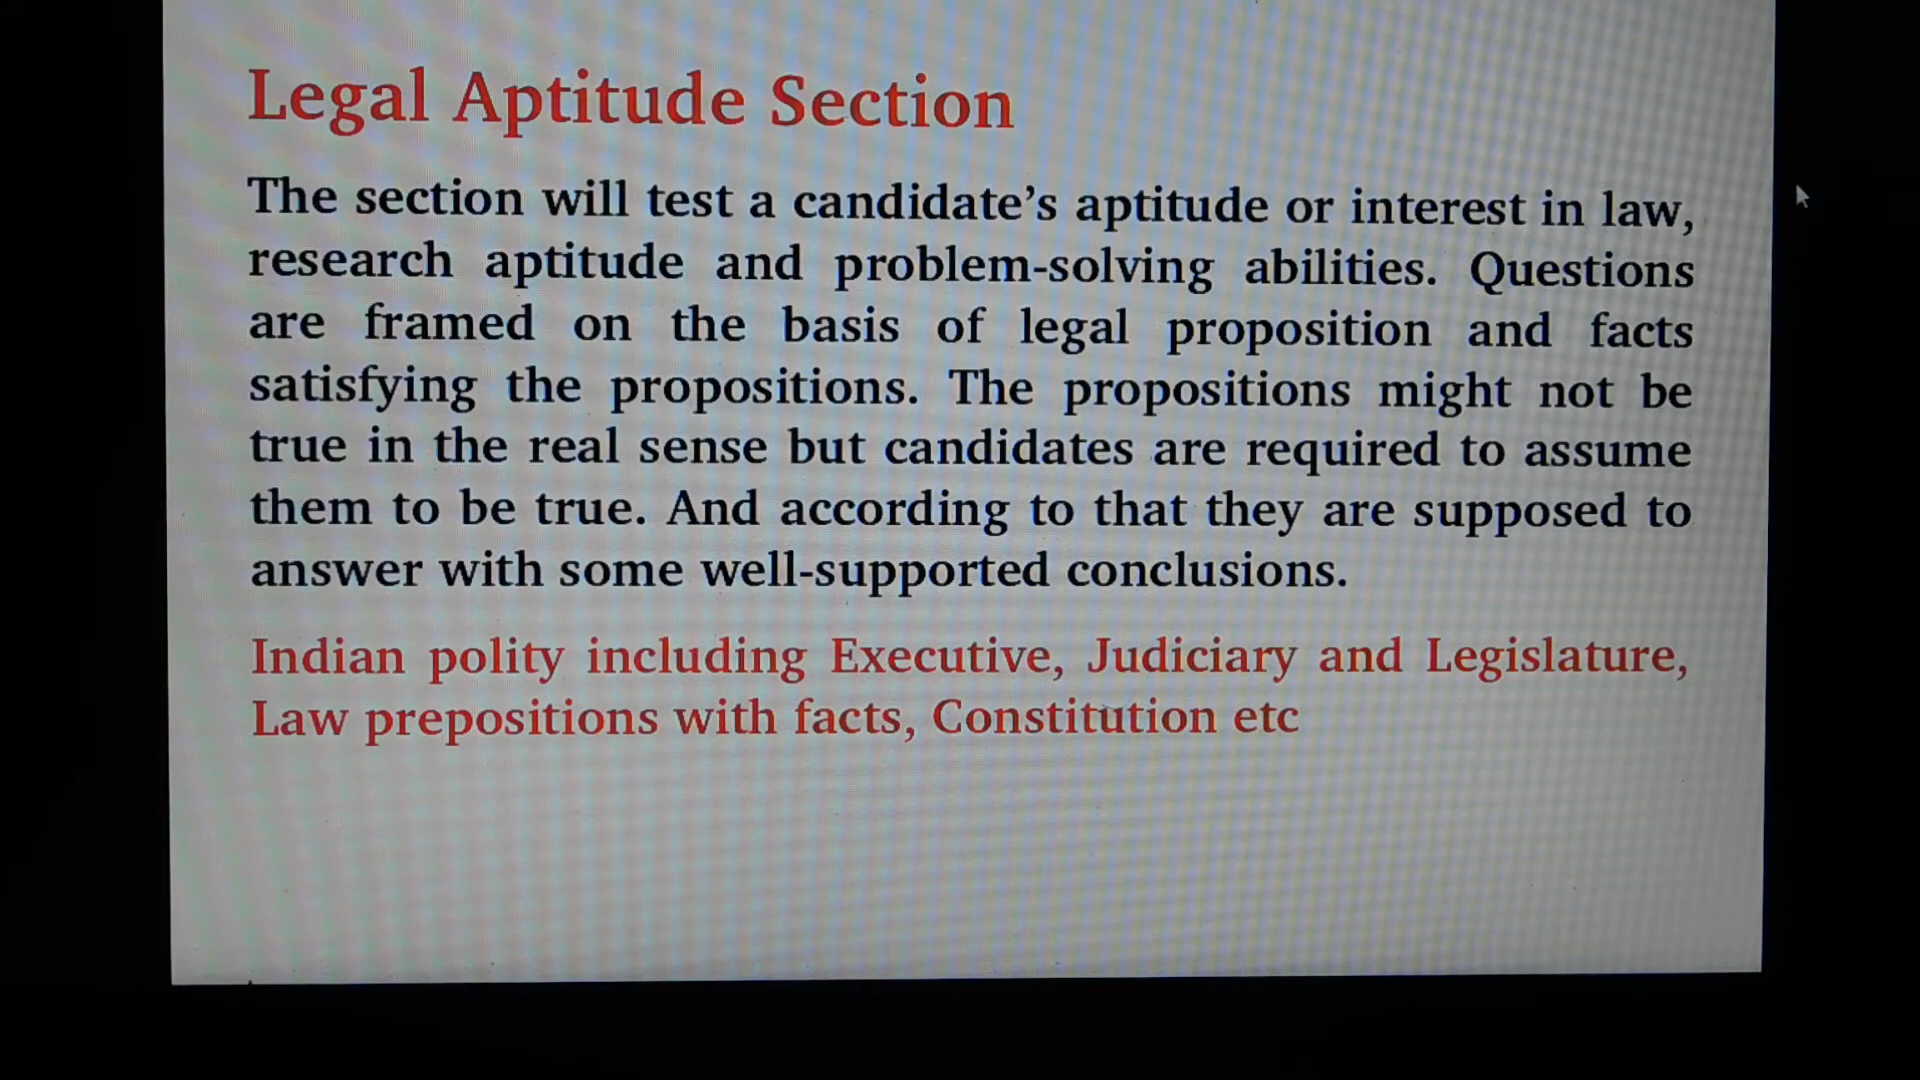 Legal Aptitude Section
The section will test a candidate's aptitude or interest in law,
research aptitude and problem-solving abilities. Questions
are framed on the basis of legal proposition and facts
satisfying the propositions. The propositions might not be
true in the real sense but candidates are required to assume
them to be true. And according to that they are supposed to
answer with some well-supported conclusions.
Indian polity including Executive, Judiciary and Legislature,
Law prepositions with facts, Constitution etc